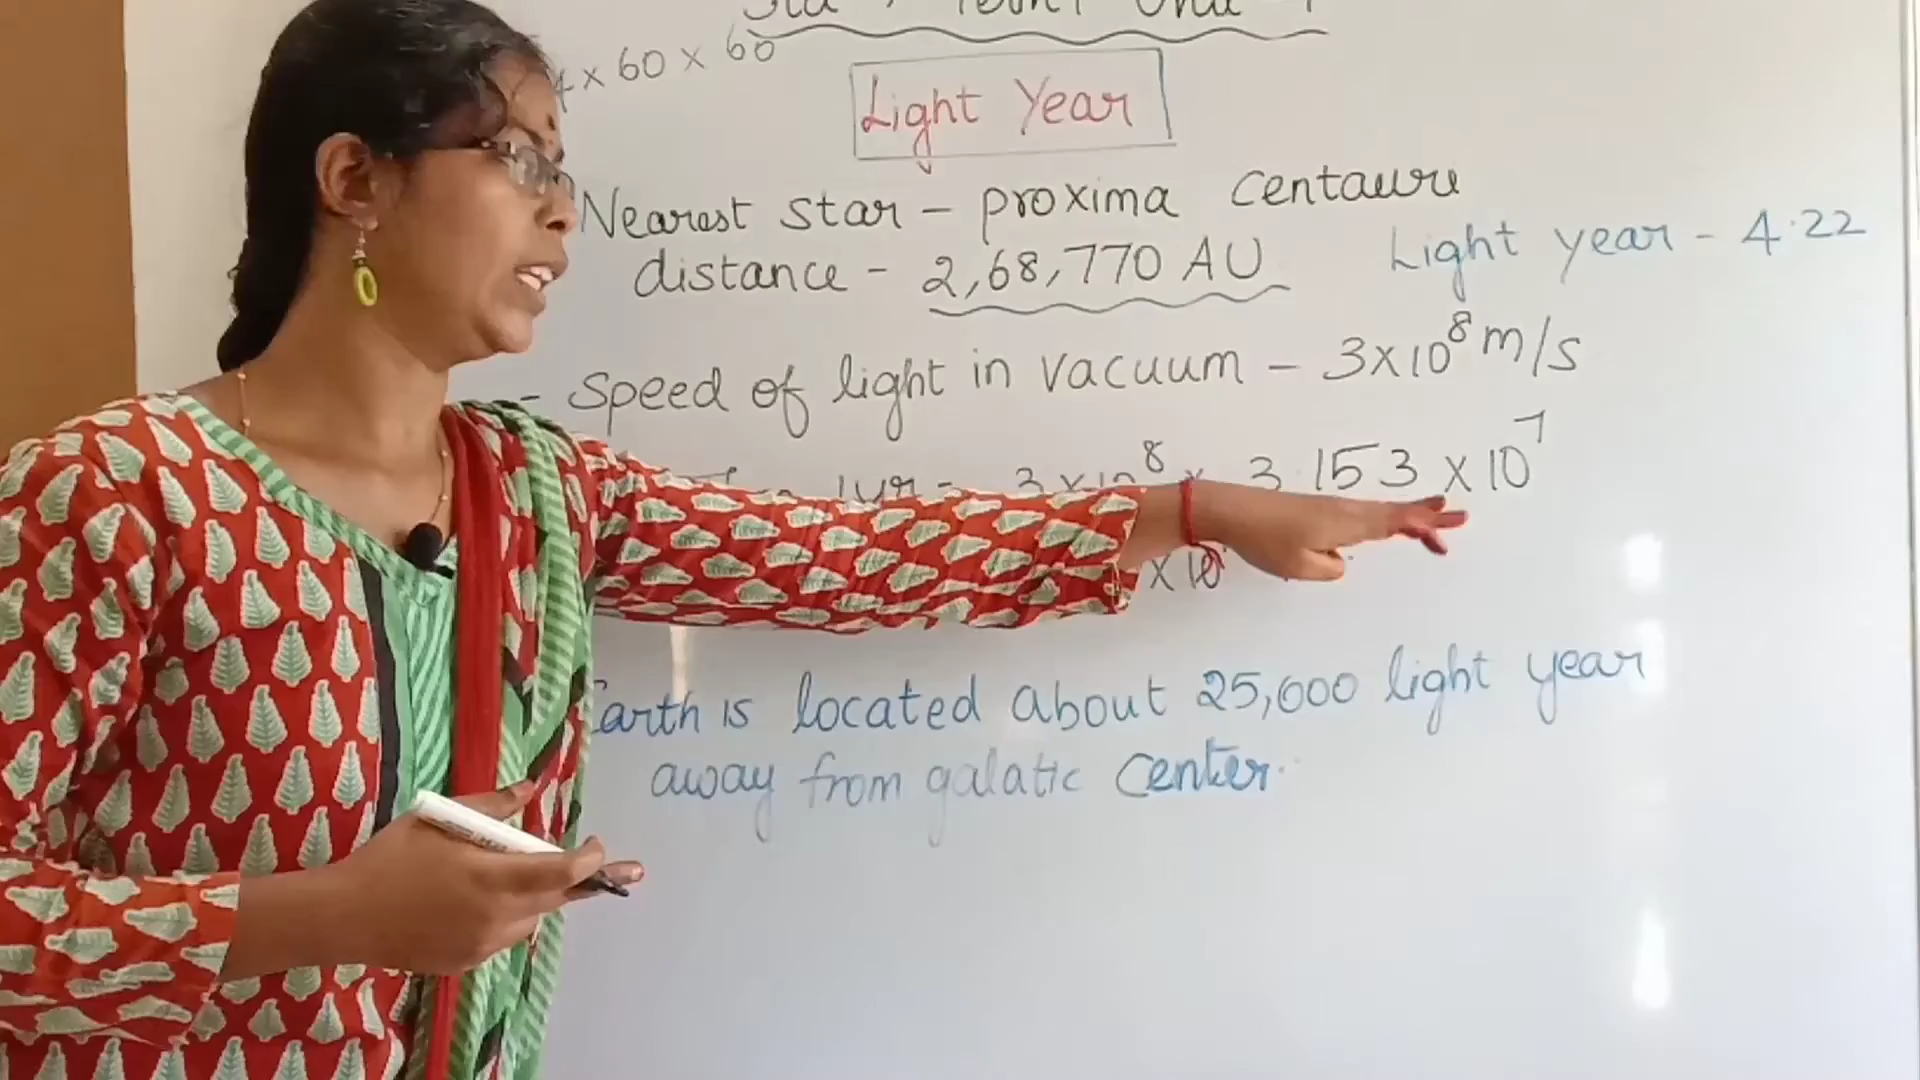 × 60 × 60
Light Year
Nearest star - proxima centaure
distance - 2,68,770 AU
Light year - 4.22
- Speed of light in vacuum - 3×10⁸ m/s
1yr - 3×10⁸ × 3.153 ×10⁷
×10
Earth is located about 25,000 light year
away from galatic center.